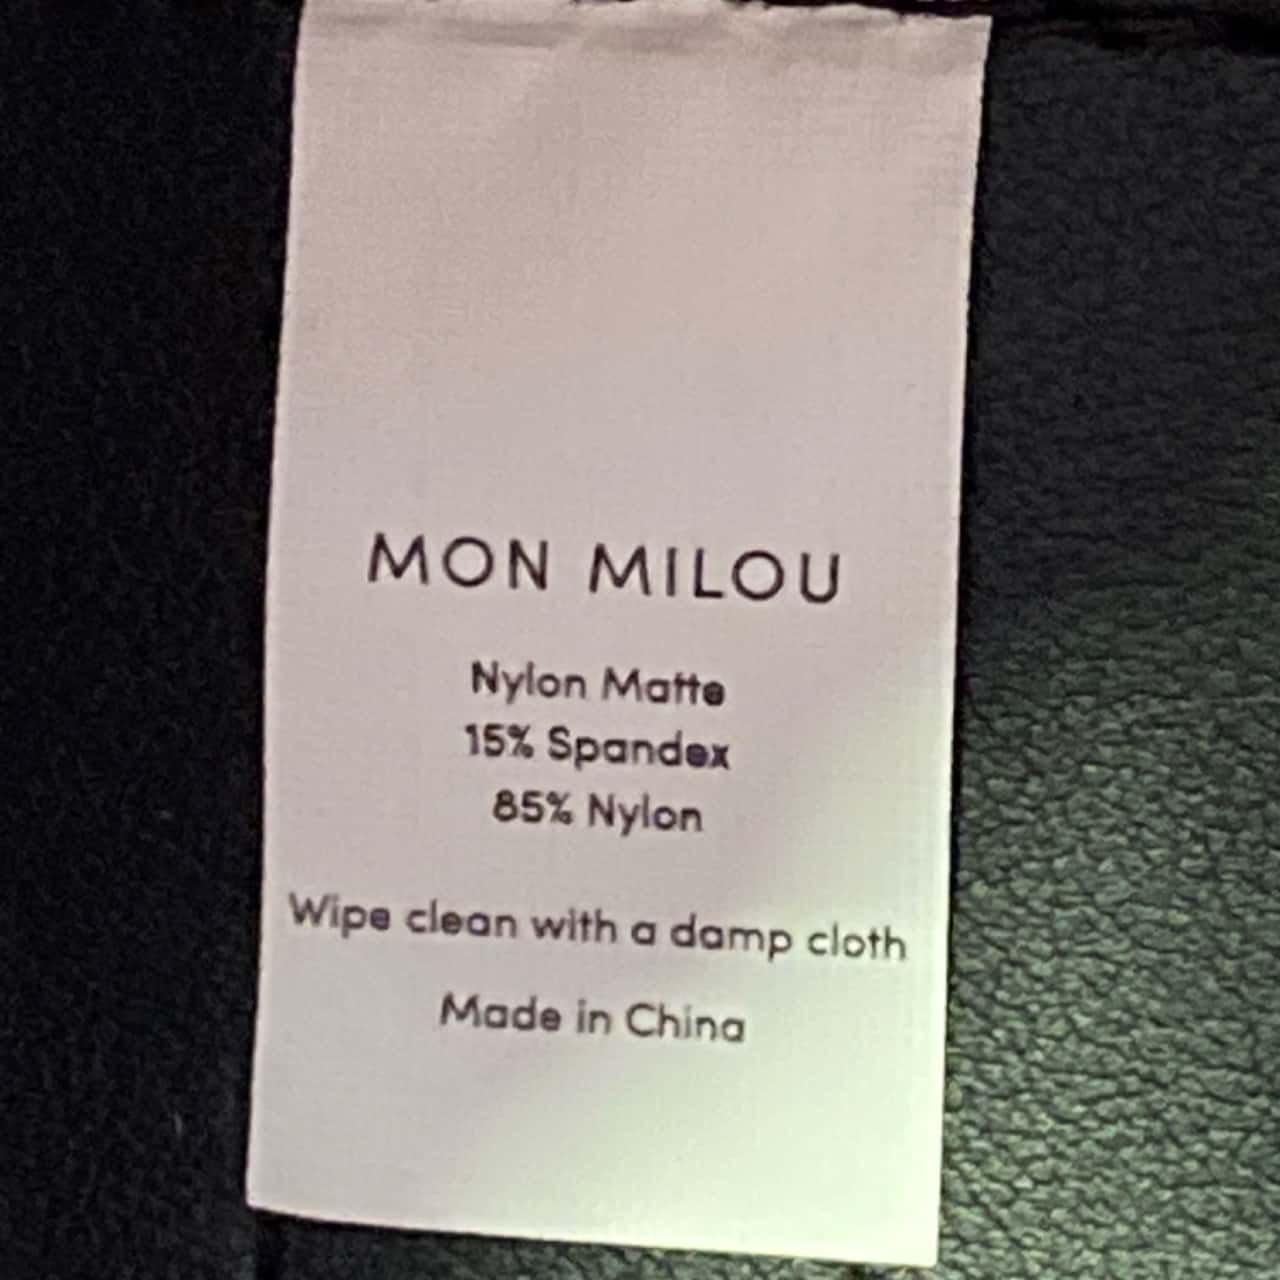 MON MILOU
Nylon Matte
15% Spandex
85% Nylon
Wipe clean with a damp cloth
Made in China